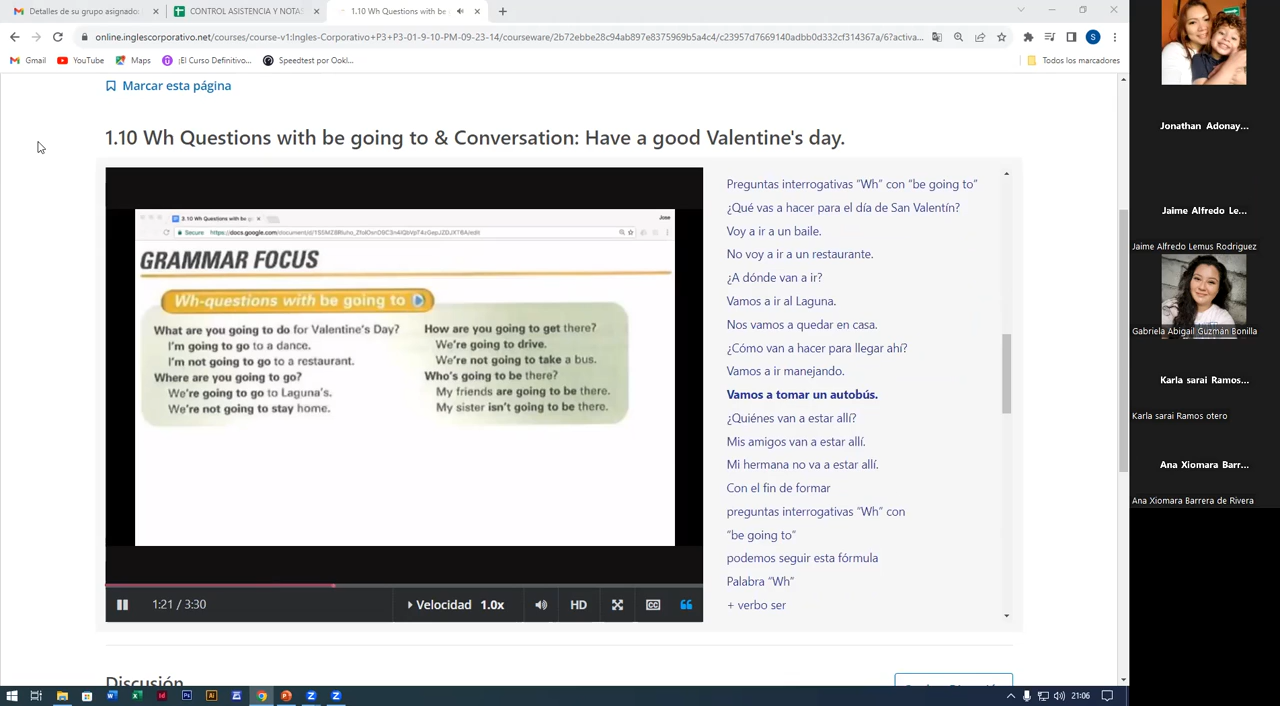 Detalles de su grupo asignado
CONTROL ASISTENCIA Y NOTAS
1.10 Wh Questions with be
online.inglescorporativo.net/courses/course-v1:Ingles-Corporativo+P3+P3-01-9-10-PM-09-23-14/courseware/2b72ebbe28c94ab897e8375969b5a4c4/c23957d7669140adbb0d332cf314367a/6?activa...
Gmail
YouTube
Maps
¡El Curso Definitivo...
Speedtest por Ookl...
Todos los marcadores
Marcar esta página
1.10 Wh Questions with be going to & Conversation: Have a good Valentine's day.
3.10 Wh Questions with be g
Jose
Secure
GRAMMAR FOCUS
Wh-questions with be going to
What are you going to do for Valentine's Day?
I'm going to go to a dance.
I'm not going to go to a restaurant.
Where are you going to go?
We're going to go to Laguna's.
We're not going to stay home.
How are you going to get there?
We're going to drive.
We're not going to take a bus.
Who's going to be there?
My friends are going to be there.
My sister isn't going to be there.
1:21 / 3:30
Velocidad 1.0x
HD
CC
Preguntas interrogativas “Wh” con “be going to”
¿Qué vas a hacer para el día de San Valentín?
Voy a ir a un baile.
No voy a ir a un restaurante.
¿A dónde van a ir?
Vamos a ir al Laguna.
Nos vamos a quedar en casa.
¿Cómo van a hacer para llegar ahí?
Vamos a ir manejando.
Vamos a tomar un autobús.
¿Quiénes van a estar allí?
Mis amigos van a estar allí.
Mi hermana no va a estar allí.
Con el fin de formar
preguntas interrogativas “Wh” con
“be going to”
podemos seguir esta fórmula
Palabra “Wh”
+ verbo ser
Discusión
Jonathan Adonay...
Jaime Alfredo Le...
Jaime Alfredo Lemus Rodriguez
Gabriela Abigail Guzmán Bonilla
Karla sarai Ramos...
Karla sarai Ramos otero
Ana Xiomara Barr...
Ana Xiomara Barrera de Rivera
21:06